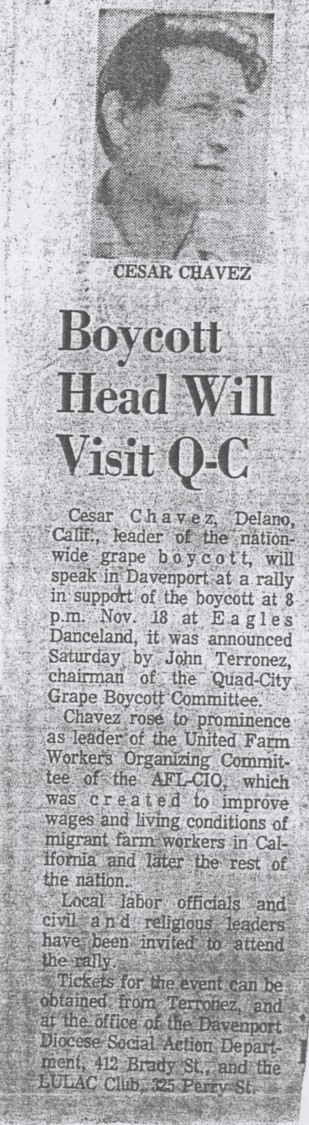 CESAR CHAVEZ
Boycott
Head Will
Visit Q-C
Cesar Chavez, Delano,
Calif., leader of the nation-
wide grape boycott, will
speak in Davenport at a rally
in support of the boycott at 8
p.m. Nov. 18 at Eagles
Danceland, it was announced
Saturday by John Terronez,
chairman of the Quad-City
Grape Boycott Committee.
Chavez rose to prominence
as leader of the United Farm
Workers Organizing Commit-
tee of the AFL-CIO, which
was created to improve
wages and living conditions of
migrant farm workers in Cal-
ifornia and later the rest of
the nation.
Local labor officials and
civil and religious leaders
have been invited to attend
the rally.
Tickets for the event can be
obtained from Terronez, and
at the office of the Davenport
Diocese Social Action Depart-
ment, 412 Brady St., and the
LULAC Club, 325 Perry St.